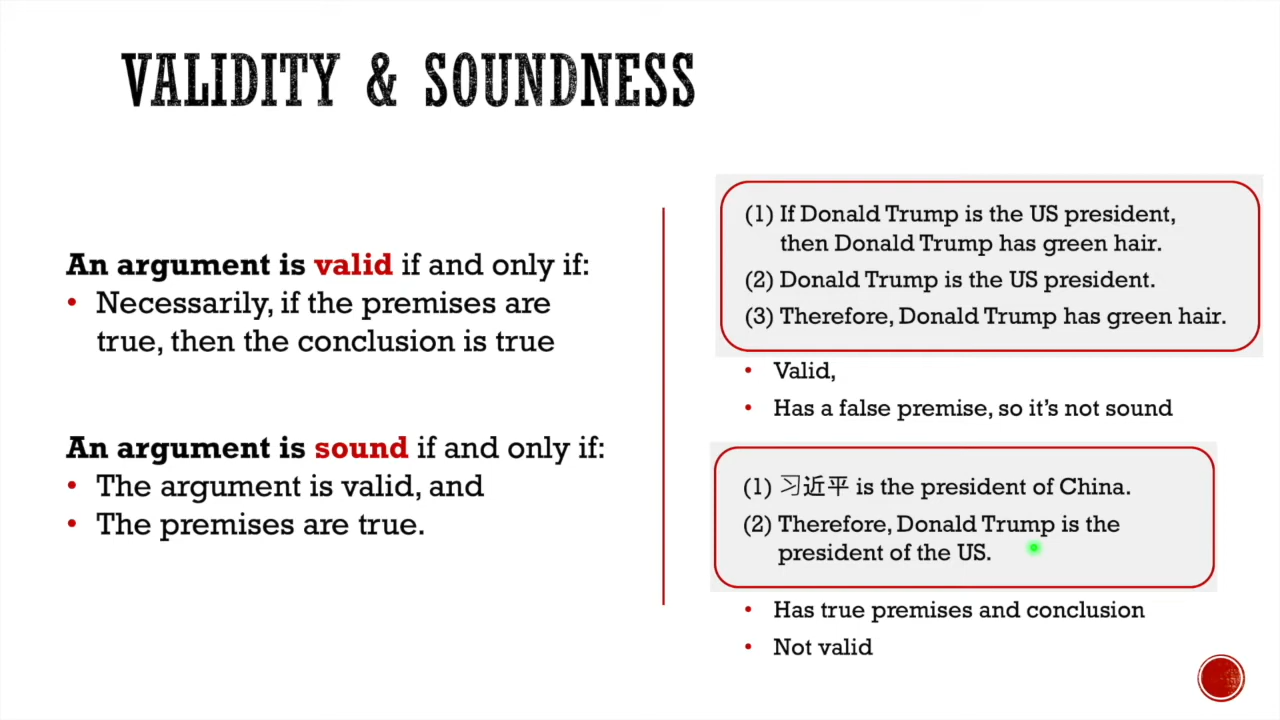 VALIDITY & SOUNDNESS
An argument is valid if and only if:
• Necessarily, if the premises are
true, then the conclusion is true
An argument is sound if and only if:
• The argument is valid, and
• The premises are true.
(1) If Donald Trump is the US president,
then Donald Trump has green hair.
(2) Donald Trump is the US president.
(3) Therefore, Donald Trump has green hair.
• Valid,
• Has a false premise, so it's not sound
(1) 习近平 is the president of China.
(2) Therefore, Donald Trump is the
president of the US.
• Has true premises and conclusion
• Not valid